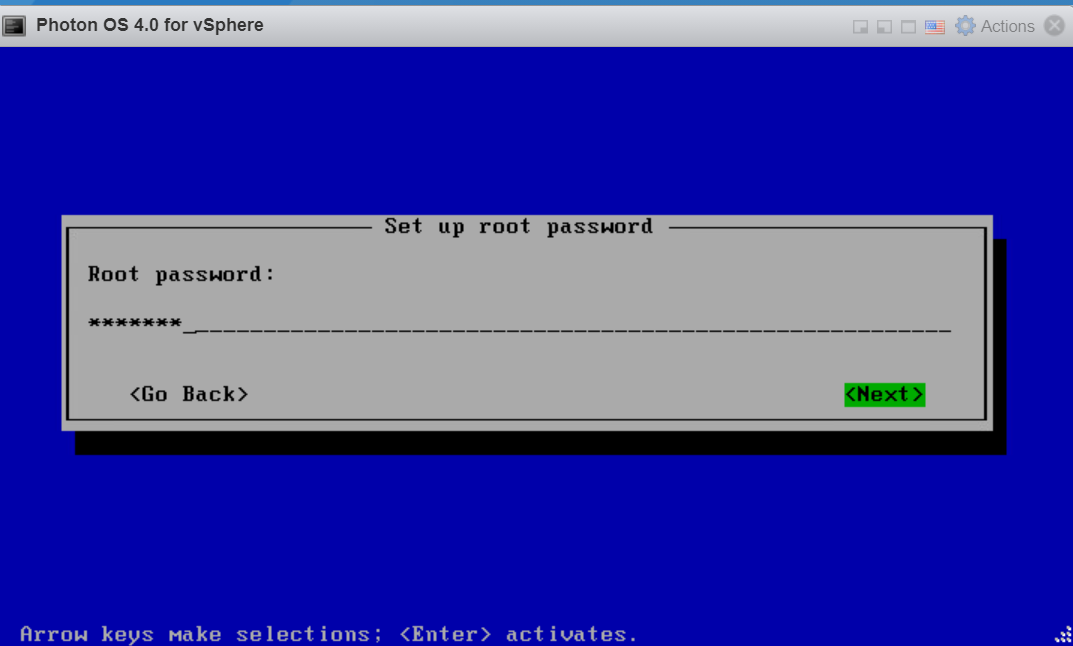 Photon OS 4.0 for vSphere
Actions
Set up root password
Root password:
*******_
<Go Back> <Next>
Arrow keys make selections; <Enter> activates.